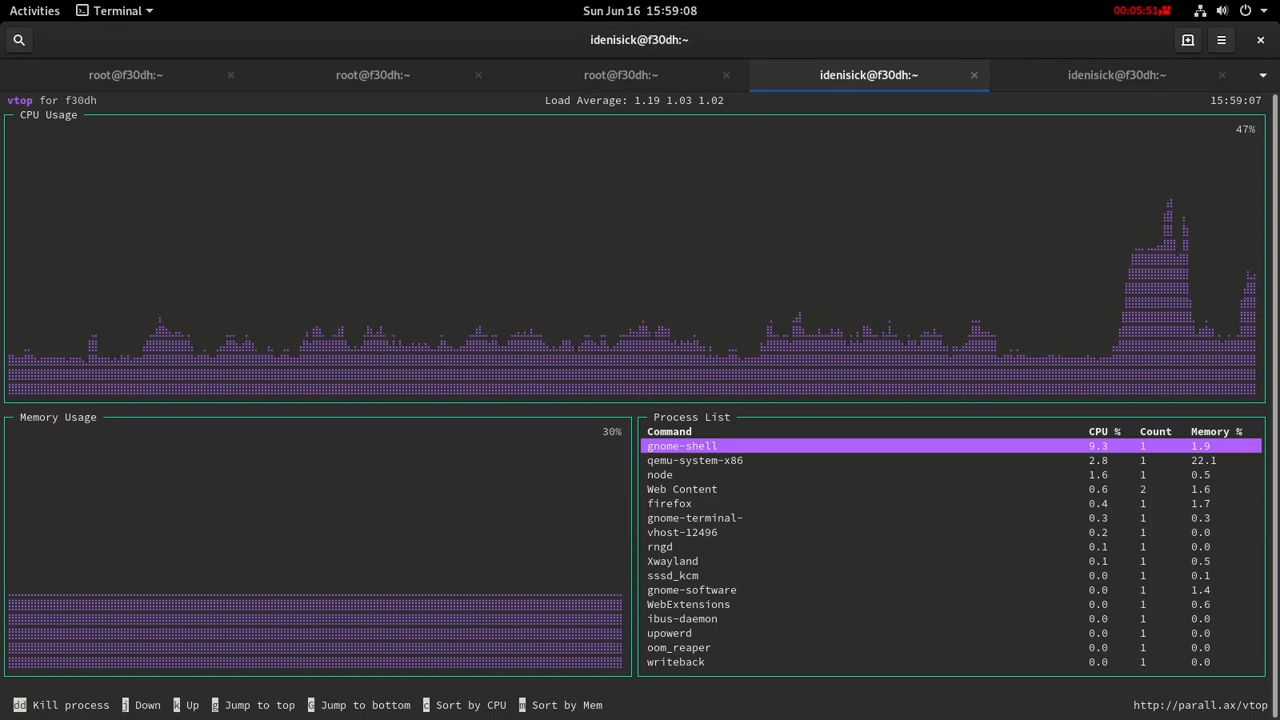 Activities Terminal Sun Jun 16 15:59:08 00:05:51
idenisick@f30dh:~
root@f30dh:~ root@f30dh:~ root@f30dh:~ idenisick@f30dh:~ idenisick@f30dh:~
vtop for f30dh Load Average: 1.19 1.03 1.02 15:59:07
CPU Usage
47%
Memory Usage
30%
Process List
Command CPU % Count Memory %
gnome-shell 9.3 1 1.9
qemu-system-x86 2.8 1 22.1
node 1.6 1 0.5
Web Content 0.6 2 1.6
firefox 0.4 1 1.7
gnome-terminal- 0.3 1 0.3
vhost-12496 0.2 1 0.0
rngd 0.1 1 0.0
Xwayland 0.1 1 0.5
sssd_kcm 0.0 1 0.1
gnome-software 0.0 1 1.4
WebExtensions 0.0 1 0.6
ibus-daemon 0.0 1 0.0
upowerd 0.0 1 0.0
oom_reaper 0.0 1 0.0
writeback 0.0 1 0.0
dd Kill process j Down k Up g Jump to top G Jump to bottom c Sort by CPU m Sort by Mem http://parall.ax/vtop